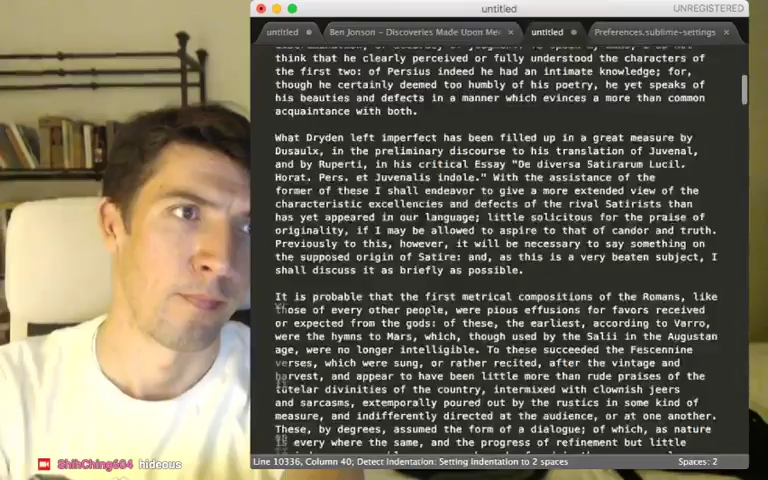 untitled
UNREGISTERED
untitled
Ben Jonson – Discoveries Made Upon Me
untitled
Preferences.sublime-settings
think that he clearly perceived or fully understood the characters of
the first two: of Persius indeed he had an intimate knowledge; for,
though he certainly deemed too humbly of his poetry, he yet speaks of
his beauties and defects in a manner which evinces a more than common
acquaintance with both.
What Dryden left imperfect has been filled up in a great measure by
Dusaulx, in the preliminary discourse to his translation of Juvenal,
and by Ruperti, in his critical Essay "De diversa Satirarum Lucil.
Horat. Pers. et Juvenalis indole." With the assistance of the
former of these I shall endeavor to give a more extended view of the
characteristic excellencies and defects of the rival Satirists than
has yet appeared in our language; little solicitous for the praise of
originality, if I may be allowed to aspire to that of candor and truth.
Previously to this, however, it will be necessary to say something on
the supposed origin of Satire: and, as this is a very beaten subject, I
shall discuss it as briefly as possible.
It is probable that the first metrical compositions of the Romans, like
those of every other people, were pious effusions for favors received
or expected from the gods: of these, the earliest, according to Varro,
were the hymns to Mars, which, though used by the Salii in the Augustan
age, were no longer intelligible. To these succeeded the Fescennine
verses, which were sung, or rather recited, after the vintage and
harvest, and appear to have been little more than rude praises of the
tutelar divinities of the country, intermixed with clownish jeers
and sarcasms, extemporally poured out by the rustics in some kind of
measure, and indifferently directed at the audience, or at one another.
These, by degrees, assumed the form of a dialogue; of which, as nature
is every where the same, and the progress of refinement but little
ShihChing604 hideous
Line 10336, Column 40; Detect Indentation: Setting indentation to 2 spaces
Spaces: 2